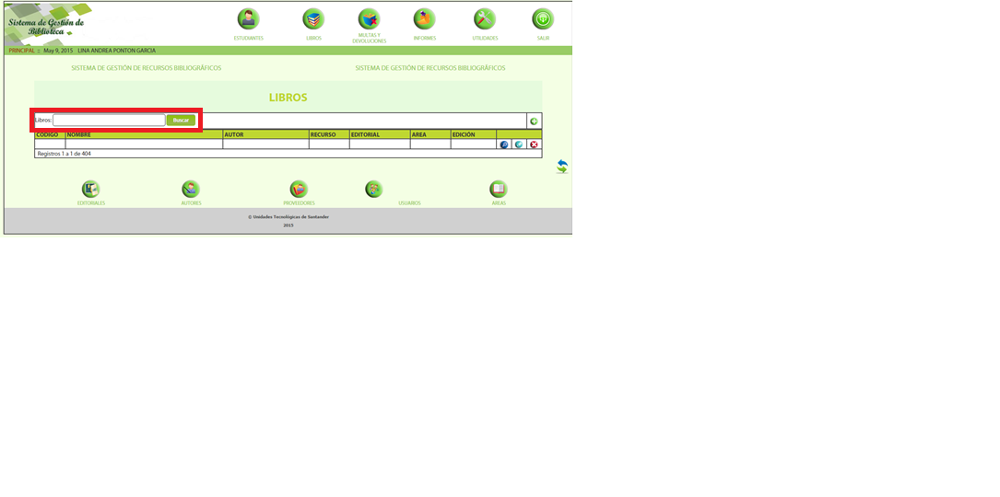 Sistema de Gestión de
Biblioteca
ESTUDIANTES
LIBROS
MULTAS Y
DEVOLUCIONES
INFORMES
UTILIDADES
SALIR
PRINCIPAL :: May 9, 2015 LINA ANDREA PONTON GARCIA
SISTEMA DE GESTIÓN DE RECURSOS BIBLIOGRÁFICOS
SISTEMA DE GESTIÓN DE RECURSOS BIBLIOGRÁFICOS
LIBROS
Libros: Buscar
CODIGO NOMBRE AUTOR RECURSO EDITORIAL AREA EDICIÓN
Registros 1 a 1 de 404
EDITORIALES
AUTORES
PROVEEDORES
USUARIOS
AREAS
© Unidades Tecnológicas de Santander
2015